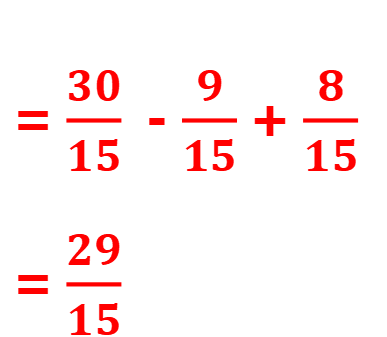 = 30/15 - 9/15 + 8/15
= 29/15